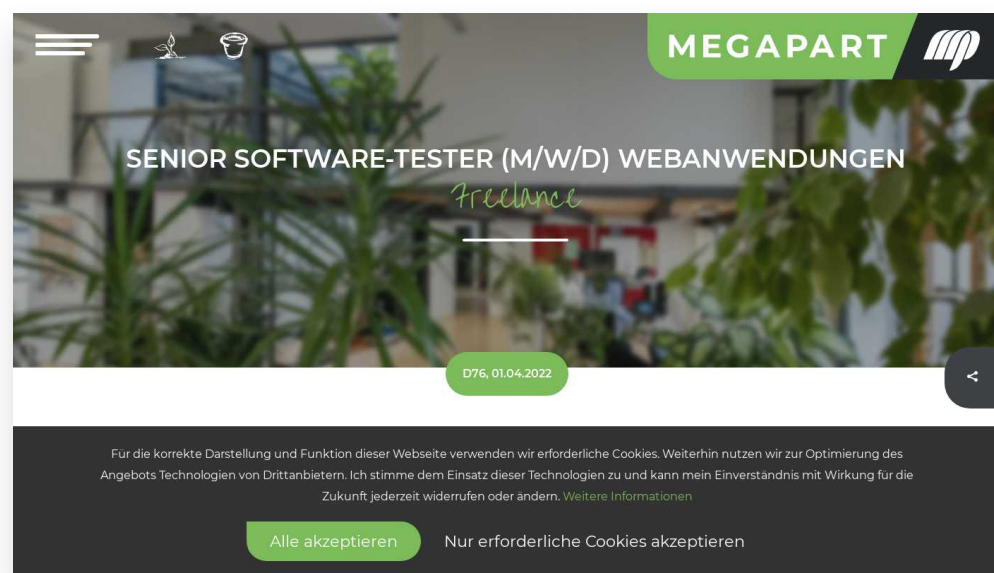 MEGAPART
SENIOR SOFTWARE-TESTER (M/W/D) WEBANWENDUNGEN
Freelance
D76, 01.04.2022
Für die korrekte Darstellung und Funktion dieser Webseite verwenden wir erforderliche Cookies. Weiterhin nutzen wir zur Optimierung des
Angebots Technologien von Drittanbietern. Ich stimme dem Einsatz dieser Technologien zu und kann mein Einverständnis mit Wirkung für die
Zukunft jederzeit widerrufen oder ändern. Weitere Informationen
Alle akzeptieren Nur erforderliche Cookies akzeptieren